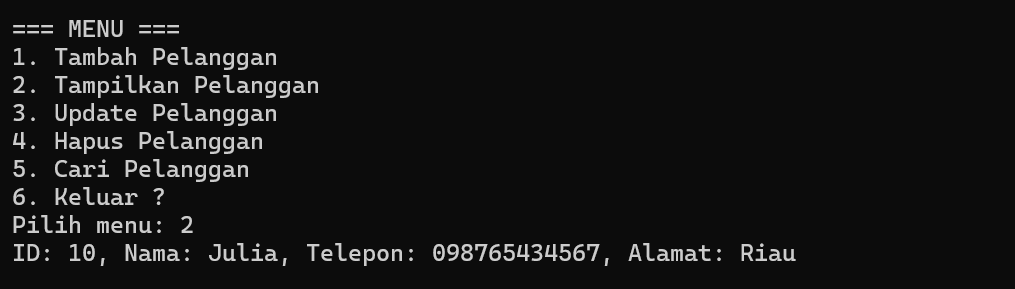 === MENU ===
1. Tambah Pelanggan
2. Tampilkan Pelanggan
3. Update Pelanggan
4. Hapus Pelanggan
5. Cari Pelanggan
6. Keluar ?
Pilih menu: 2
ID: 10, Nama: Julia, Telepon: 098765434567, Alamat: Riau